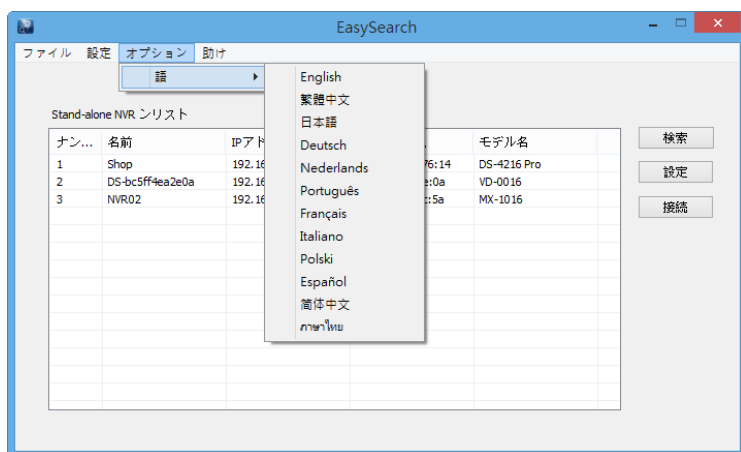 EasySearch
ファイル 設定 オプション 助け
語
English
繁體中文
日本語
Deutsch
Nederlands
Português
Français
Italiano
Polski
Español
简体中文
ภาษาไทย
Stand-alone NVR ンリスト
ナン... 名前 IPアド モデル名
1 Shop 192.16 76:14 DS-4216 Pro
2 DS-bc5ff4ea2e0a 192.16 :0a VD-0016
3 NVR02 192.16 :5a MX-1016
検索
設定
接続